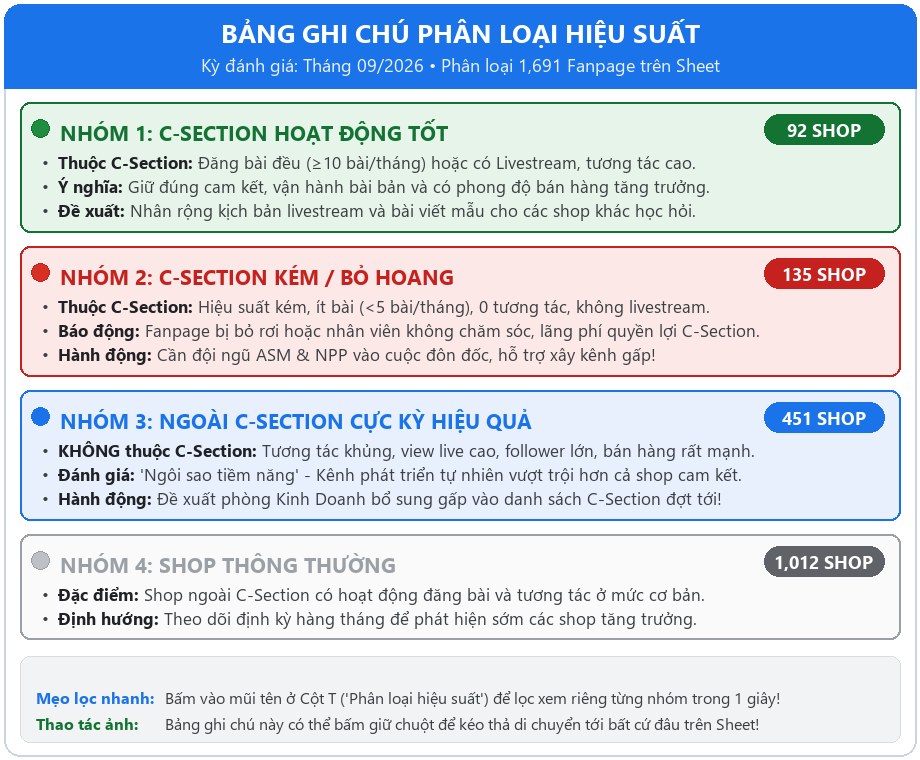 BẢNG GHI CHÚ PHÂN LOẠI HIỆU SUẤT
Kỳ đánh giá: Tháng 09/2026 • Phân loại 1,691 Fanpage trên Sheet
NHÓM 1: C-SECTION HOẠT ĐỘNG TỐT
92 SHOP
• Thuộc C-Section: Đăng bài đều (≥10 bài/tháng) hoặc có Livestream, tương tác cao.
• Ý nghĩa: Giữ đúng cam kết, vận hành bài bản và có phong độ bán hàng tăng trưởng.
• Đề xuất: Nhân rộng kịch bản livestream và bài viết mẫu cho các shop khác học hỏi.
NHÓM 2: C-SECTION KÉM / BỎ HOANG
135 SHOP
• Thuộc C-Section: Hiệu suất kém, ít bài (<5 bài/tháng), 0 tương tác, không livestream.
• Báo động: Fanpage bị bỏ rơi hoặc nhân viên không chăm sóc, lãng phí quyền lợi C-Section.
• Hành động: Cần đội ngũ ASM & NPP vào cuộc đôn đốc, hỗ trợ xây kênh gấp!
NHÓM 3: NGOÀI C-SECTION CỰC KỲ HIỆU QUẢ
451 SHOP
• KHÔNG thuộc C-Section: Tương tác khủng, view live cao, follower lớn, bán hàng rất mạnh.
• Đánh giá: 'Ngôi sao tiềm năng' - Kênh phát triển tự nhiên vượt trội hơn cả shop cam kết.
• Hành động: Đề xuất phòng Kinh Doanh bổ sung gấp vào danh sách C-Section đợt tới!
NHÓM 4: SHOP THÔNG THƯỜNG
1,012 SHOP
• Đặc điểm: Shop ngoài C-Section có hoạt động đăng bài và tương tác ở mức cơ bản.
• Định hướng: Theo dõi định kỳ hàng tháng để phát hiện sớm các shop tăng trưởng.
Mẹo lọc nhanh: Bấm vào mũi tên ở Cột T ('Phân loại hiệu suất') để lọc xem riêng từng nhóm trong 1 giây!
Thao tác ảnh: Bảng ghi chú này có thể bấm giữ chuột để kéo thả di chuyển tới bất cứ đâu trên Sheet!